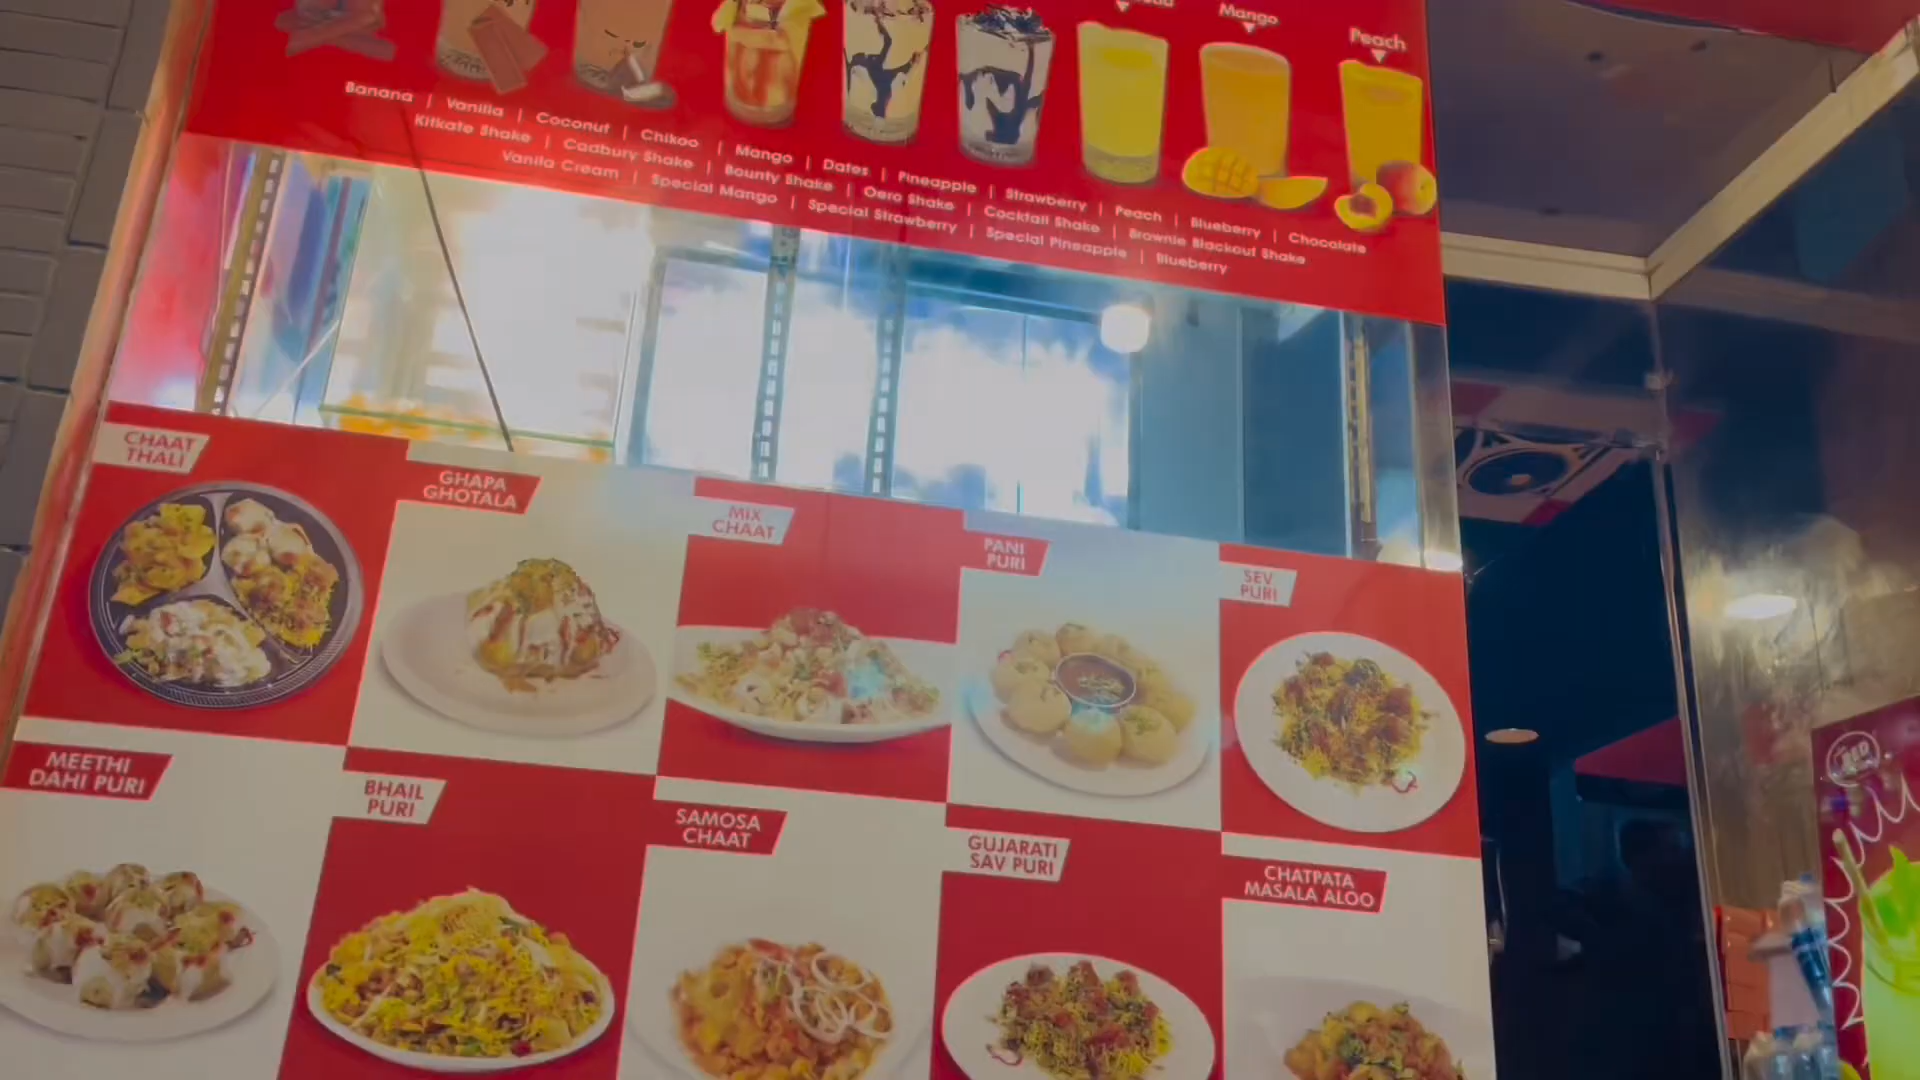 Mango
Peach
Banana | Vanilla | Coconut | Chikoo | Mango | Dates | Pineapple | Strawberry | Peach | Blueberry | Chocolate
Kitkate Shake | Cadbury Shake | Bounty Shake | Oero Shake | Cocktail Shake | Brownie Blackout Shake
Vanila Cream | Special Mango | Special Strawberry | Special Pineapple | Blueberry
CHAAT
THALI
GHAPA
GHOTALA
MIX
CHAAT
PANI
PURI
SEV
PURI
MEETHI
DAHI PURI
BHAIL
PURI
SAMOSA
CHAAT
GUJARATI
SAV PURI
CHATPATA
MASALA ALOO